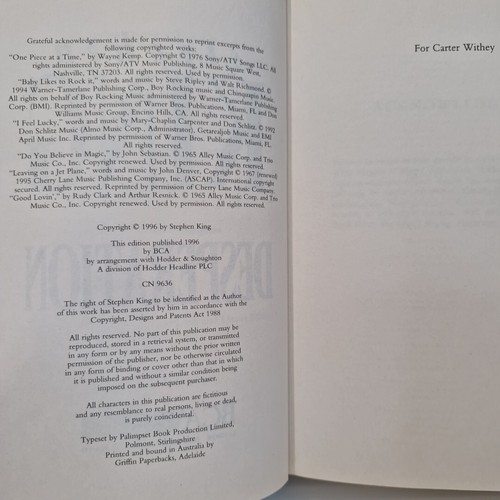 Grateful acknowledgement is made for permission to reprint excerpts from the
following copyrighted works:
"One Piece at a Time," by Wayne Kemp. Copyright © 1976 Sony/ATV Songs LLC. All
rights administered by Sony/ATV Music Publishing, 8 Music Square West,
Nashville, TN 37203. All rights reserved. Used by permission.
"Baby Likes to Rock it," words and music by Steve Ripley and Walt Richmond. ©
1994 Warner-Tamerlane Publishing Corp., Boy Rocking music and Chinquapin Music.
All rights on behalf of Boy Rocking Music administered by Warner-Tamerlane Publishing
Corp. (BMI). Reprinted by permission of Warner Bros. Publications, Miami, FL and Don
Williams Music Group, Encino Hills, CA. All rights reserved.
"I Feel Lucky," words and music by Mary-Chaplin Carpenter and Don Schlitz. © 1992
Don Schlitz Music (Almo Music Corp., Administrator), Getarealjob Music and EMI
April Music Inc. Reprinted by permission of Warner Bros. Publications, Miami, FL.
All rights reserved.
"Do You Believe in Magic," by John Sebastian. © 1965 Alley Music Corp. and Trio
Music Co., Inc. Copyright renewed. Used by permission. All rights reserved.
"Leaving on a Jet Plane," words and music by John Denver, Copyright © 1967 (renewed
1995 Cherry Lane Music Publishing Company, Inc. (ASCAP). International copyright
secured. All rights reserved. Reprinted by permission of Cherry Lane Music Company.
"Good Lovin'," by Rudy Clark and Arthur Resnick. © 1965 Alley Music Corp. and Trio
Music Co., Inc. Copyright renewed. Used by permission. All rights reserved.
Copyright © 1996 by Stephen King
This edition published 1996
by BCA
by arrangement with Hodder & Stoughton
A division of Hodder Headline PLC
CN 9636
The right of Stephen King to be identified as the Author
of this work has been asserted by him in accordance with the
Copyright, Designs and Patents Act 1988
All rights reserved. No part of this publication may be
reproduced, stored in a retrieval system, or transmitted
in any form or by any means without the prior written
permission of the publisher, nor be otherwise circulated
in any form of binding or cover other than that in which
it is published and without a similar condition being
imposed on the subsequent purchaser.
All characters in this publication are fictitious
and any resemblance to real persons, living or dead,
is purely coincidental.
Typeset by Palimpset Book Production Limited,
Polmont, Stirlingshire
Printed and bound in Australia by
Griffin Paperbacks, Adelaide
For Carter Withey